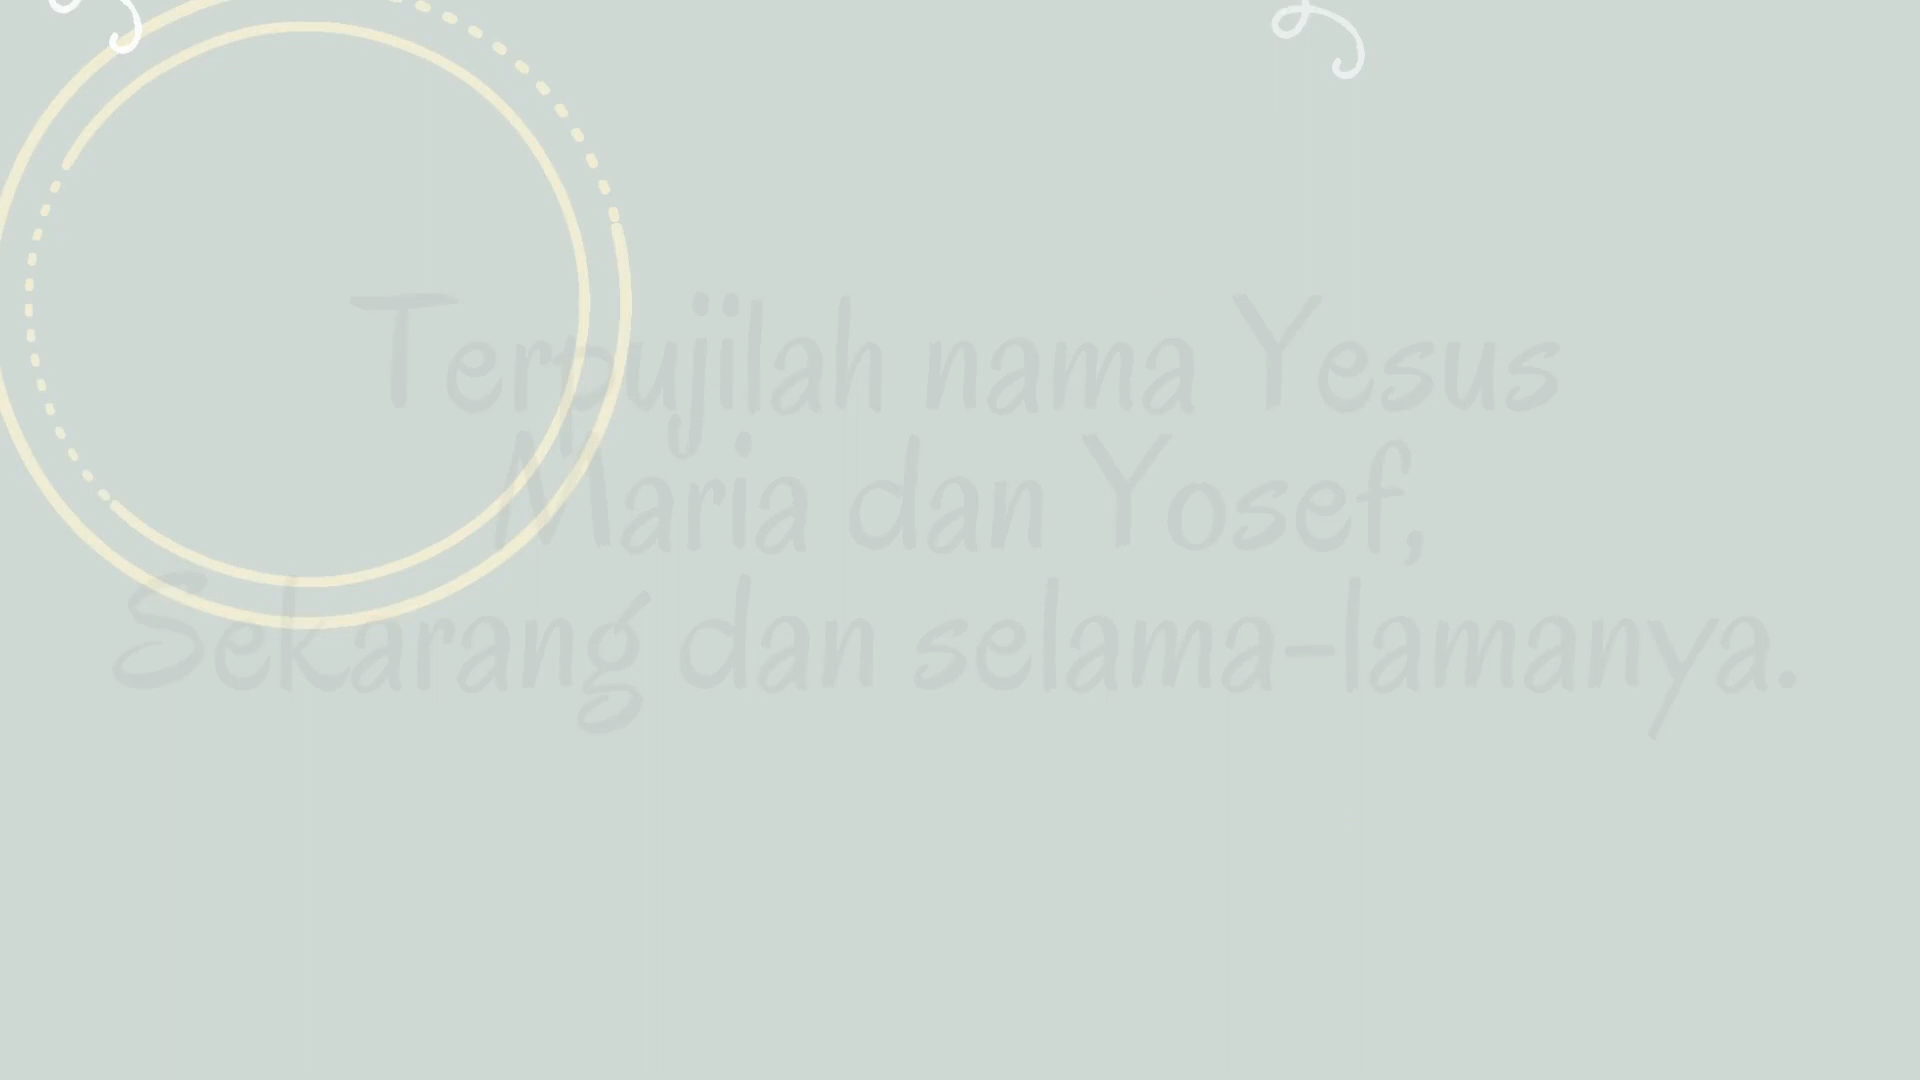 Terpujilah nama Yesus
Maria dan Yosef,
Sekarang dan selama-lamanya.